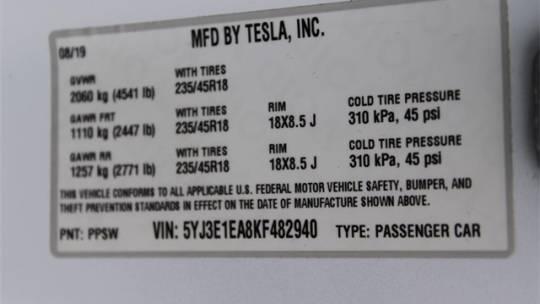 MFD BY TESLA, INC.
08/19
GVWR WITH TIRES
2060 kg (4541 lb) 235/45R18
GAWR FRT WITH TIRES RIM COLD TIRE PRESSURE
1110 kg (2447 lb) 235/45R18 18X8.5 J 310 kPa, 45 psi
GAWR RR WITH TIRES RIM COLD TIRE PRESSURE
1257 kg (2771 lb) 235/45R18 18X8.5 J 310 kPa, 45 psi
THIS VEHICLE CONFORMS TO ALL APPLICABLE U.S. FEDERAL MOTOR VEHICLE SAFETY, BUMPER, AND
THEFT PREVENTION STANDARDS IN EFFECT ON THE DATE OF MANUFACTURE SHOWN ABOVE.
PNT: PPSW VIN: 5YJ3E1EA8KF482940 TYPE: PASSENGER CAR